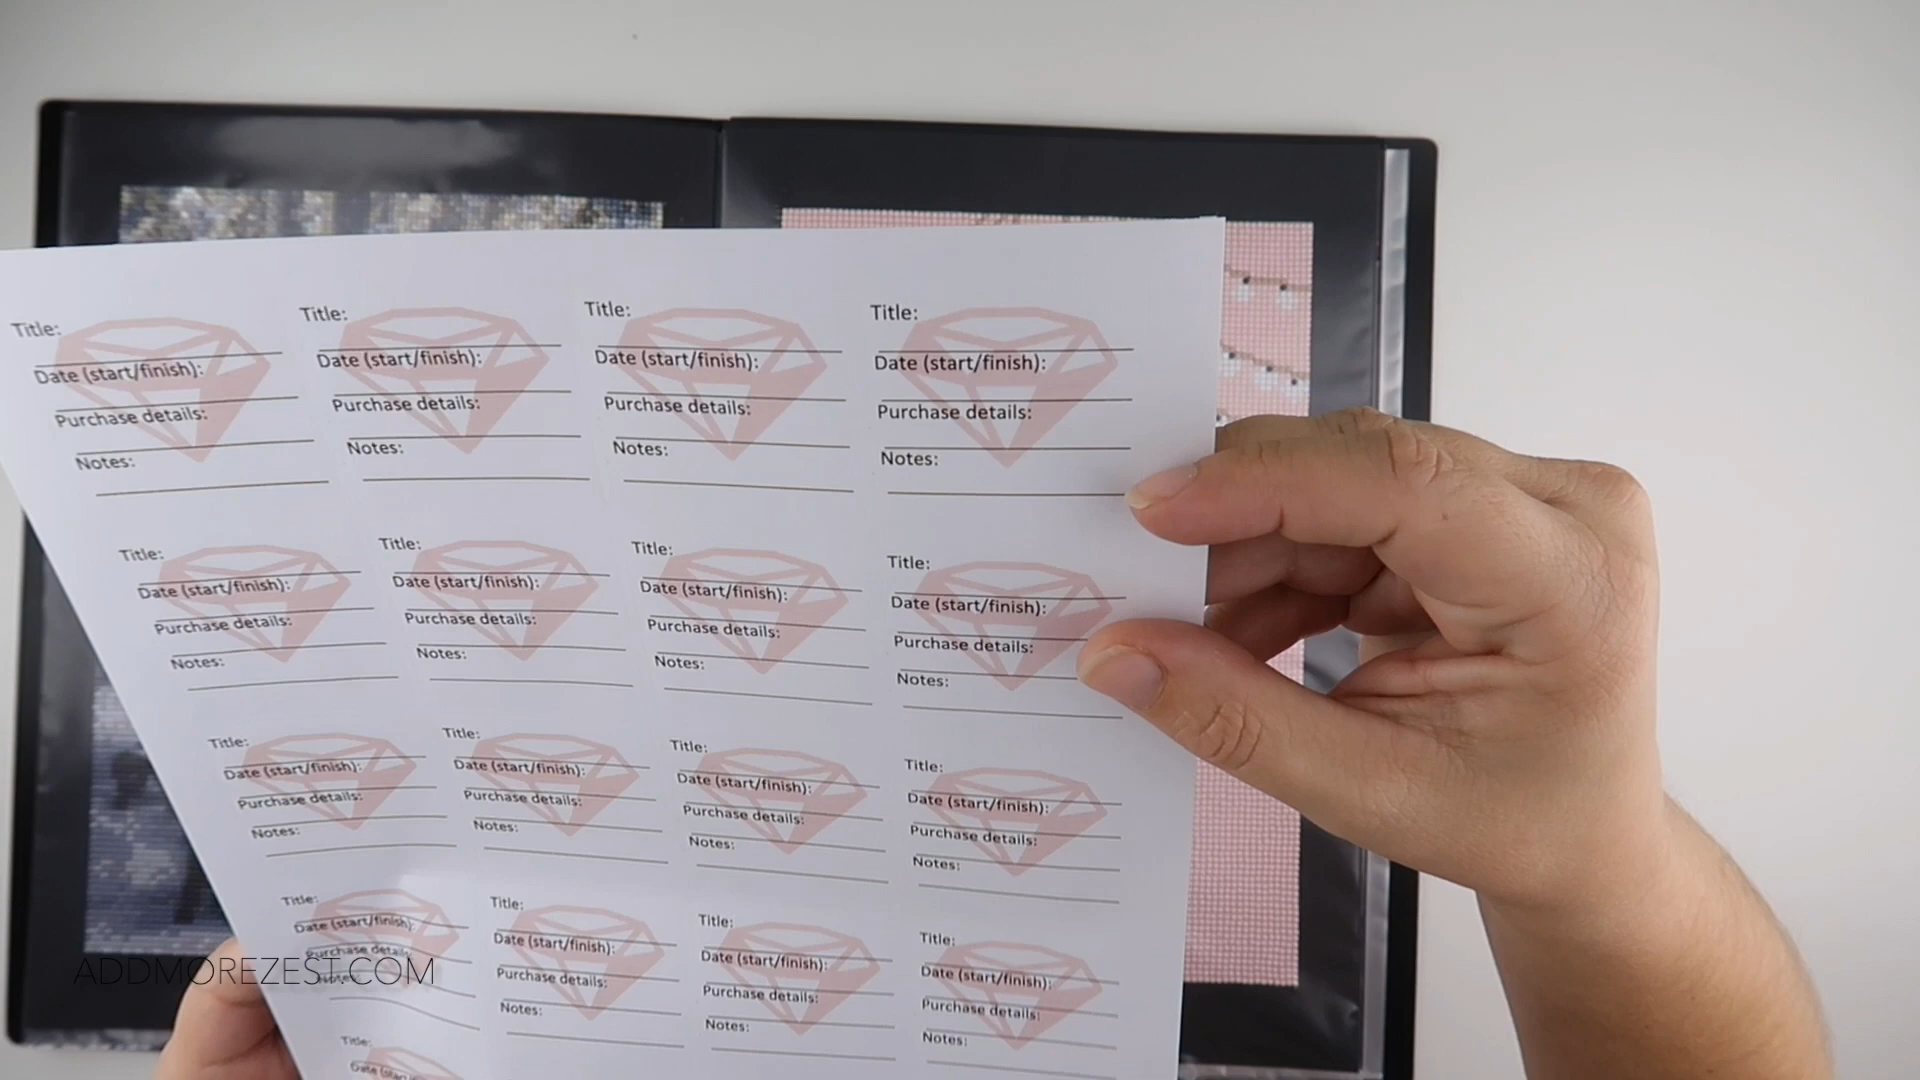 Title: Title: Title: Title:
Date (start/finish): Date (start/finish): Date (start/finish): Date (start/finish):
Purchase details: Purchase details: Purchase details: Purchase details:
Notes: Notes: Notes: Notes:
Title: Title: Title: Title:
Date (start/finish): Date (start/finish): Date (start/finish): Date (start/finish):
Purchase details: Purchase details: Purchase details: Purchase details:
Notes: Notes: Notes: Notes:
Title: Title: Title: Title:
Date (start/finish): Date (start/finish): Date (start/finish): Date (start/finish):
Purchase details: Purchase details: Purchase details: Purchase details:
Notes: Notes: Notes: Notes:
Title: Title: Title: Title:
Date (start/finish): Date (start/finish): Date (start/finish): Date (start/finish):
Purchase details: Purchase details: Purchase details: Purchase details:
Notes: Notes: Notes: Notes:
ADDMOREZEST.COM
Title:
Date